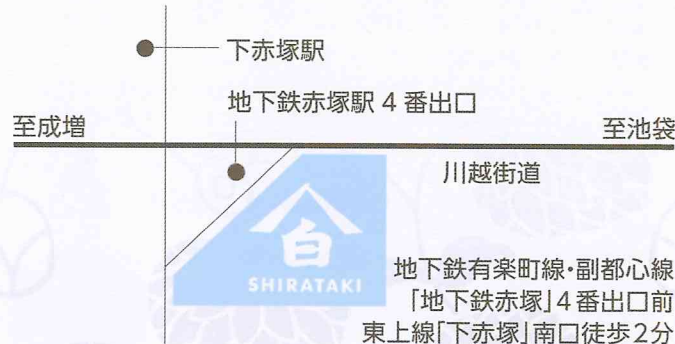 下赤塚駅
地下鉄赤塚駅 4 番出口
至成増
至池袋
川越街道
白
SHIRATAKI
地下鉄有楽町線・副都心線
「地下鉄赤塚」4 番出口前
東上線「下赤塚」南口徒歩2分